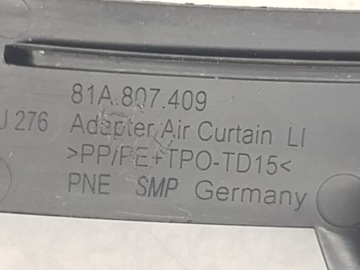 81A.807.409
J 276 Adapter Air Curtain LI
>PP/PE+TPO-TD15<
PNE SMP Germany